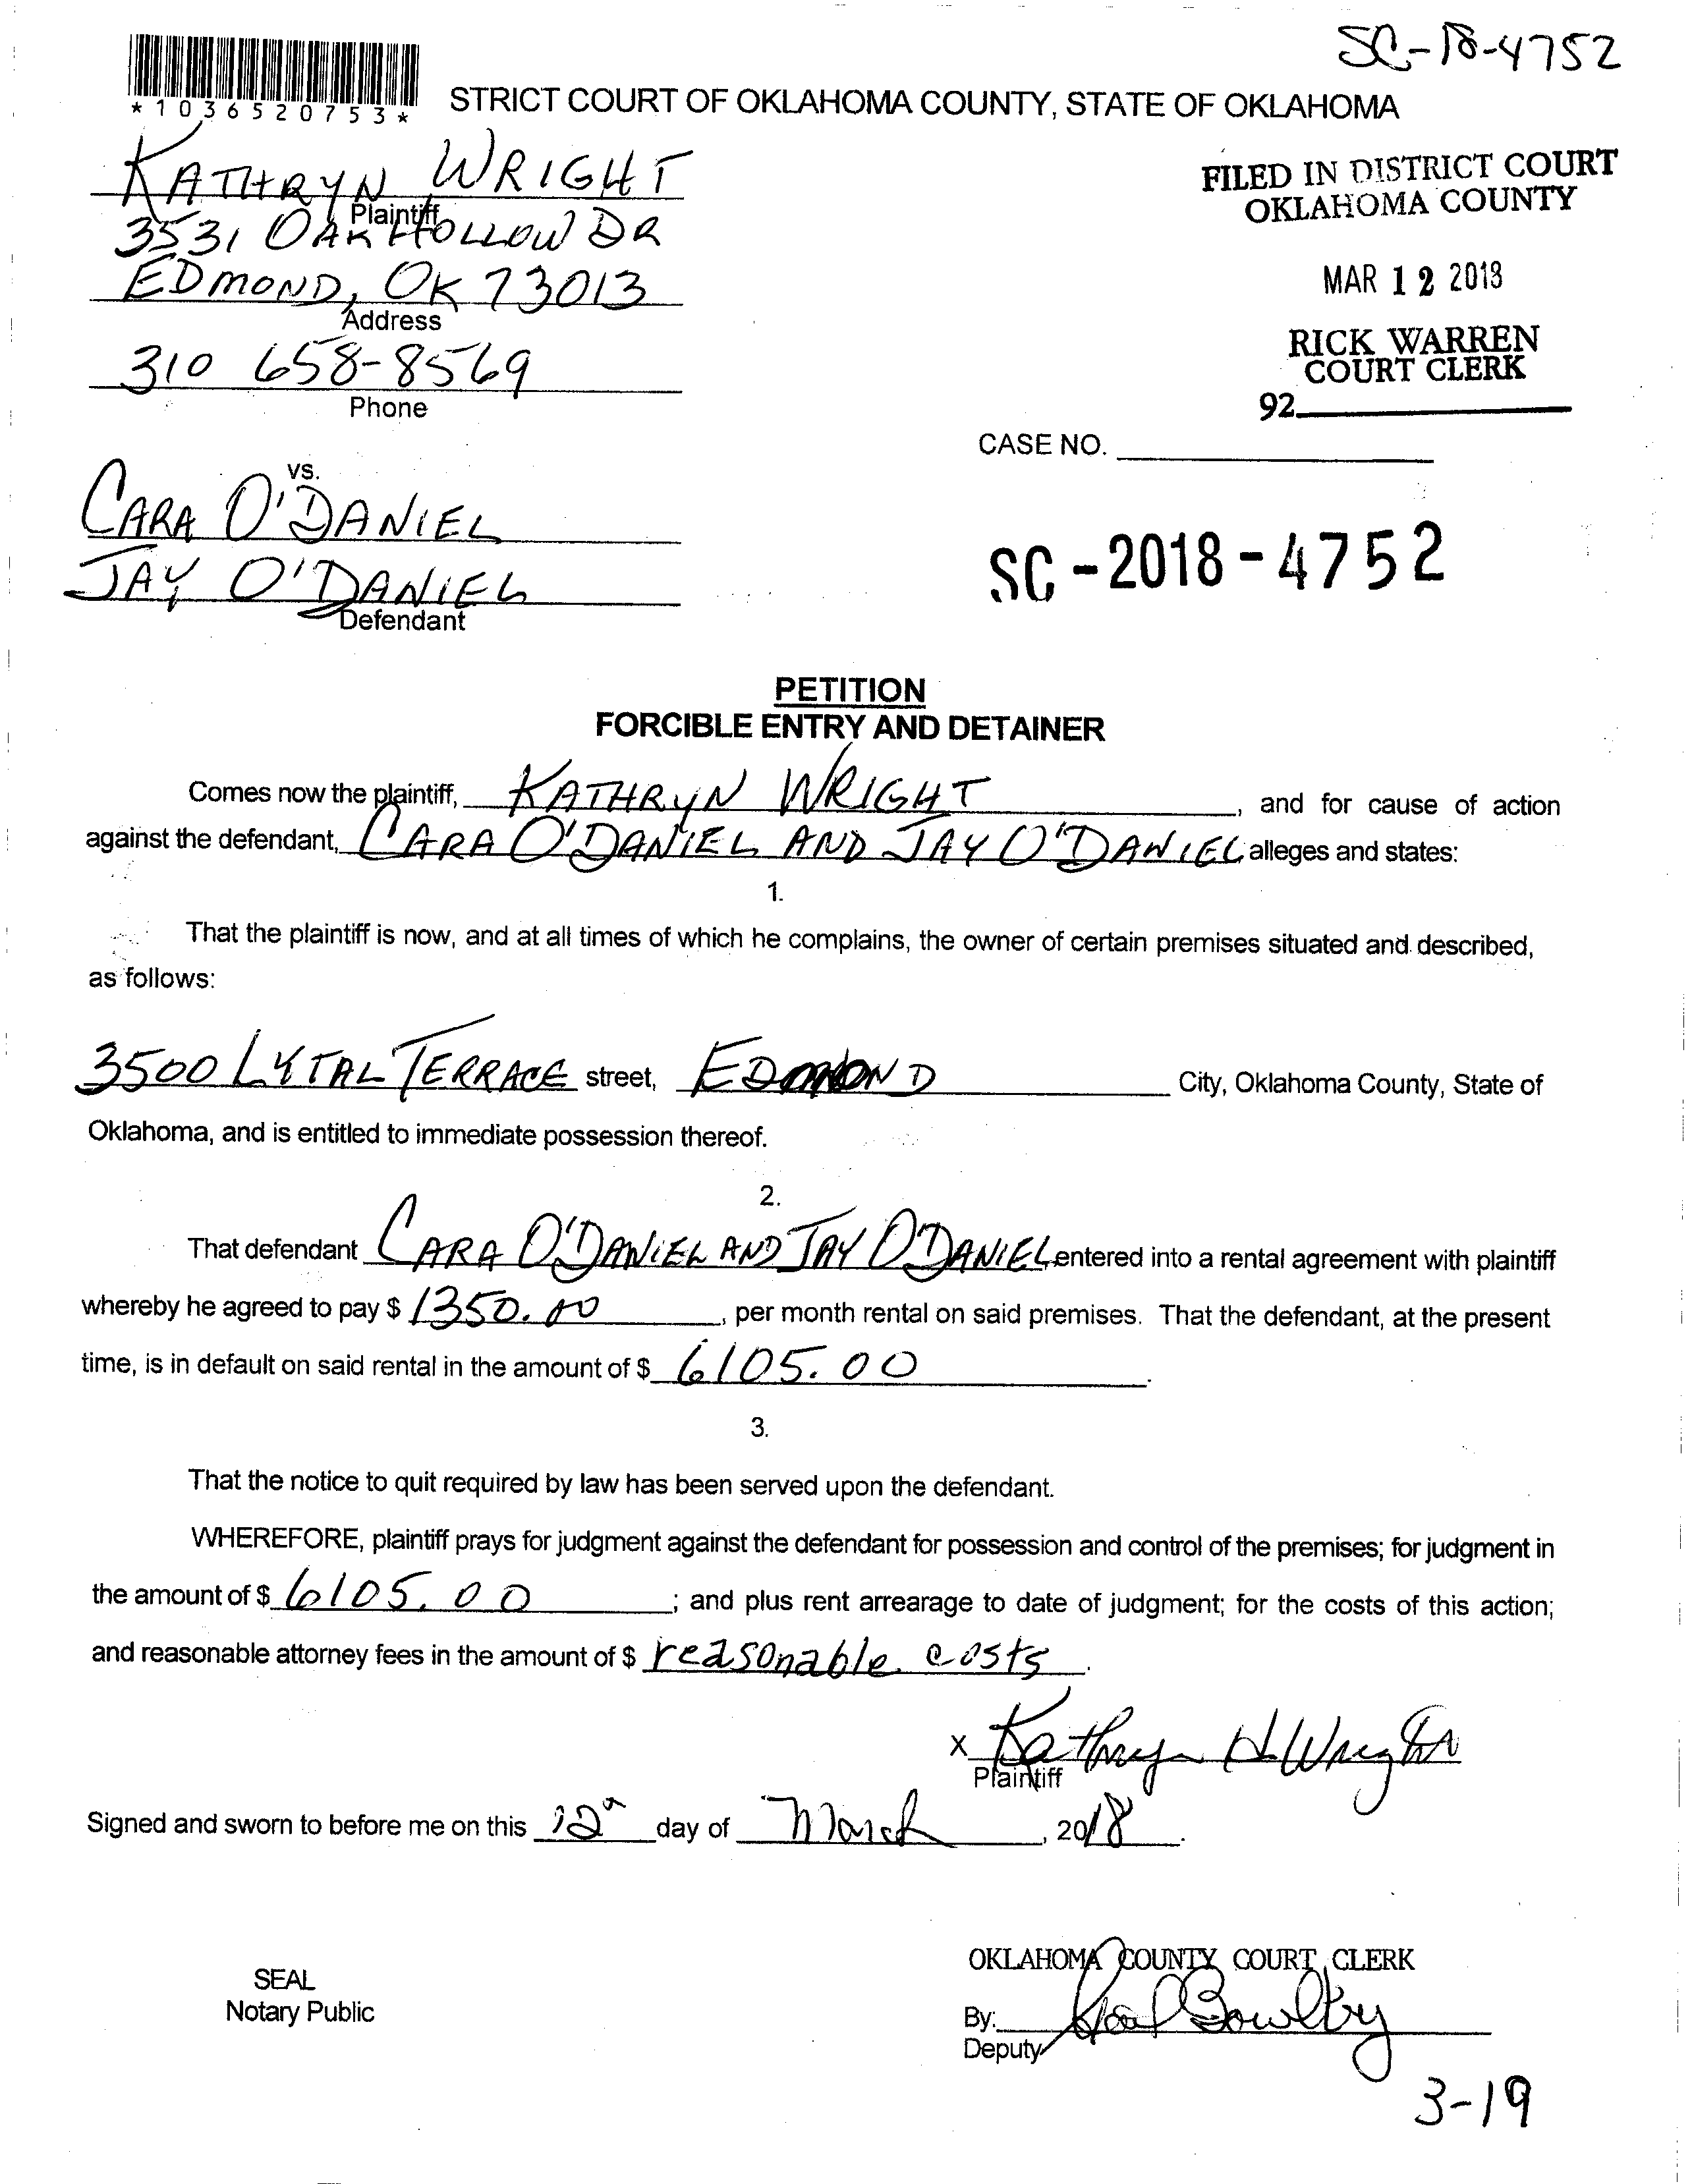 SC-18-4752
*1036520753*
STRICT COURT OF OKLAHOMA COUNTY, STATE OF OKLAHOMA
KATHRYN WRIGHT
Plaintiff
3531 OAK HOLLOW DR
EDMOND, OK 73013
Address
310 658-8569
Phone
FILED IN DISTRICT COURT
OKLAHOMA COUNTY
MAR 12 2018
RICK WARREN
COURT CLERK
92
CASE NO.
vs.
CARA O'DANIEL
JAY O'DANIEL
Defendant
SC-2018-4752
PETITION
FORCIBLE ENTRY AND DETAINER
Comes now the plaintiff, KATHRYN WRIGHT, and for cause of action
against the defendant, CARA O'DANIEL AND JAY O'DANIEL alleges and states:
1.
That the plaintiff is now, and at all times of which he complains, the owner of certain premises situated and described,
as follows:
3500 LYTAL TERRACE street, EDMOND City, Oklahoma County, State of
Oklahoma, and is entitled to immediate possession thereof.
2.
That defendant CARA O'DANIEL AND JAY O'DANIEL entered into a rental agreement with plaintiff
whereby he agreed to pay $ 1350.00, per month rental on said premises. That the defendant, at the present
time, is in default on said rental in the amount of $ 6105.00.
3.
That the notice to quit required by law has been served upon the defendant.
WHEREFORE, plaintiff prays for judgment against the defendant for possession and control of the premises; for judgment in
the amount of $ 6105.00; and plus rent arrearage to date of judgment; for the costs of this action;
and reasonable attorney fees in the amount of $ reasonable costs.
X Kathryn H Wright
Plaintiff
Signed and sworn to before me on this 12th day of March, 2018.
SEAL
Notary Public
OKLAHOMA COUNTY COURT CLERK
By:
Deputy
3-19